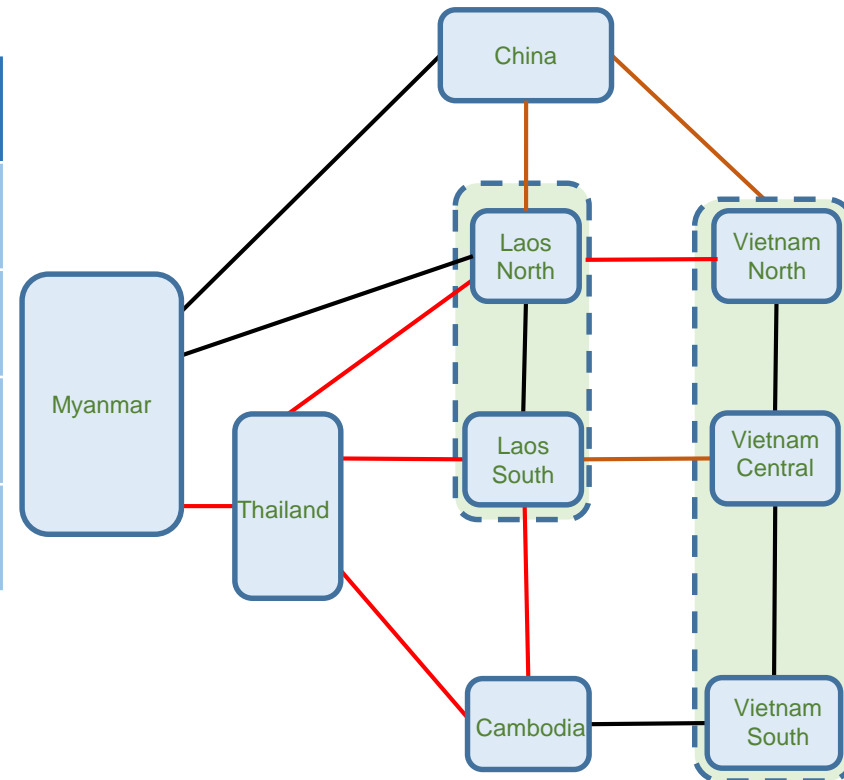 China
Laos
North
Vietnam
North
Myanmar
Thailand
Laos
South
Vietnam
Central
Cambodia
Vietnam
South